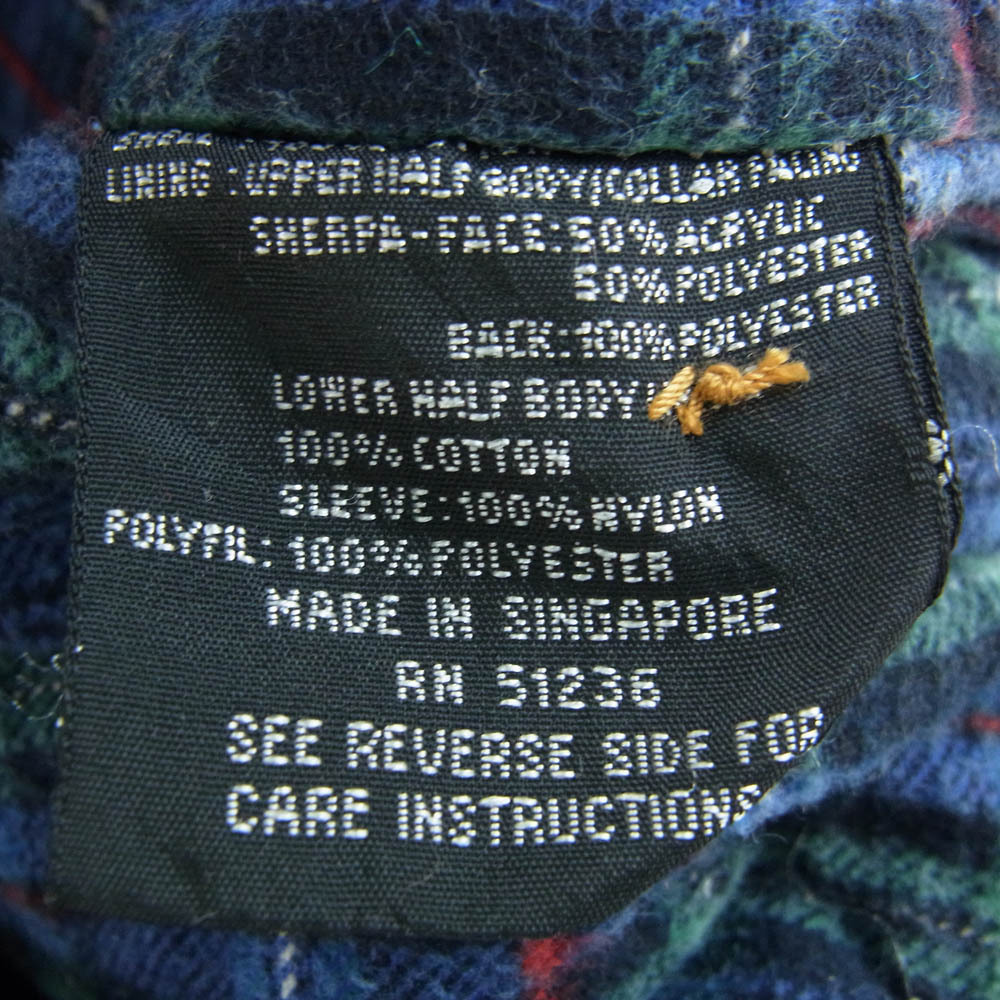 LINING :UPPER HALF BODY/COLLAR FACING
SHERPA-FACE:50%ACRYLIC
50%POLYESTER
BACK:100%POLYESTER
LOWER HALF BODY
100%COTTON
SLEEVE:100%NYLON
POLYFIL: 100%POLYESTER
MADE IN SINGAPORE
RN 51236
SEE REVERSE SIDE FOR
CARE INSTRUCTIONS